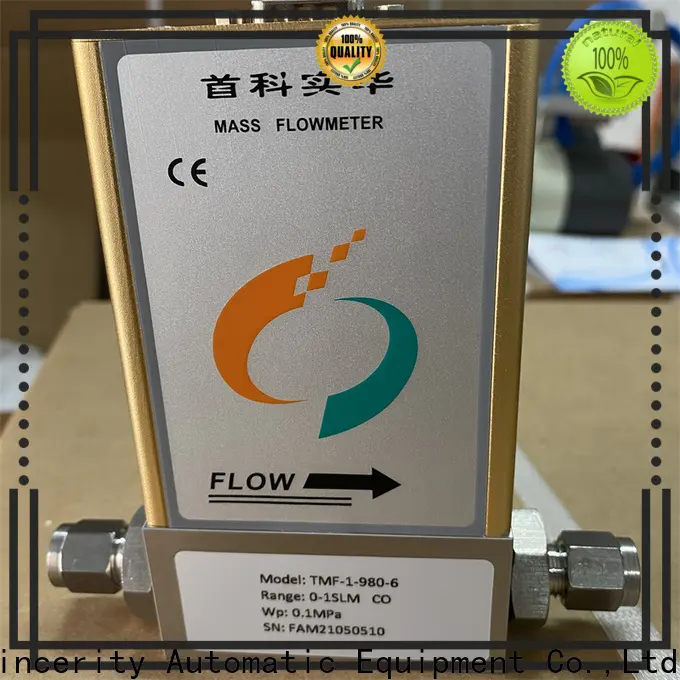 100%
QUALITY
natural
100%
首科实华
MASS FLOWMETER
CE
FLOW
Model: TMF-1-980-6
Range: 0-1SLM CO
Wp: 0.1MPa
SN: FAM21050510
incerity Automatic Equipment Co.,Ltd